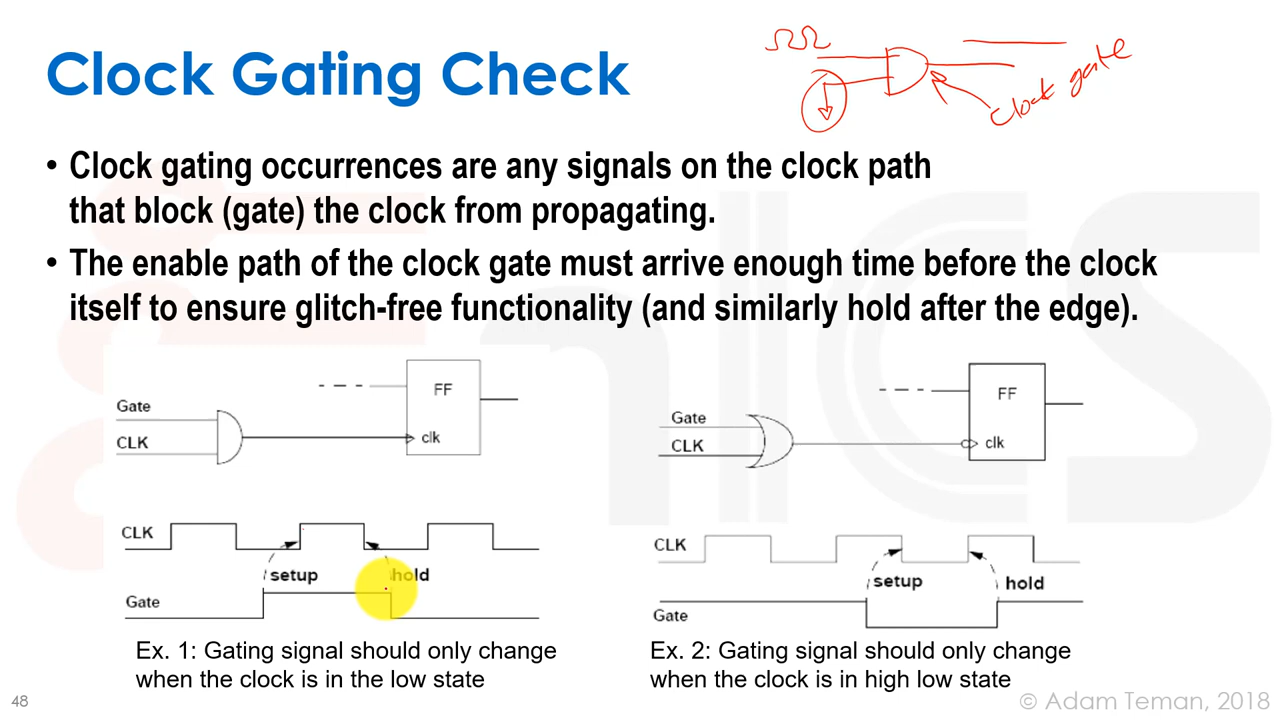 Clock Gating Check
clock gate
• Clock gating occurrences are any signals on the clock path
that block (gate) the clock from propagating.
• The enable path of the clock gate must arrive enough time before the clock
itself to ensure glitch-free functionality (and similarly hold after the edge).
Gate
CLK
FF
clk
CLK
setup
hold
Gate
Ex. 1: Gating signal should only change
when the clock is in the low state
Gate
CLK
FF
clk
CLK
setup
hold
Gate
Ex. 2: Gating signal should only change
when the clock is in high low state
48
© Adam Teman, 2018